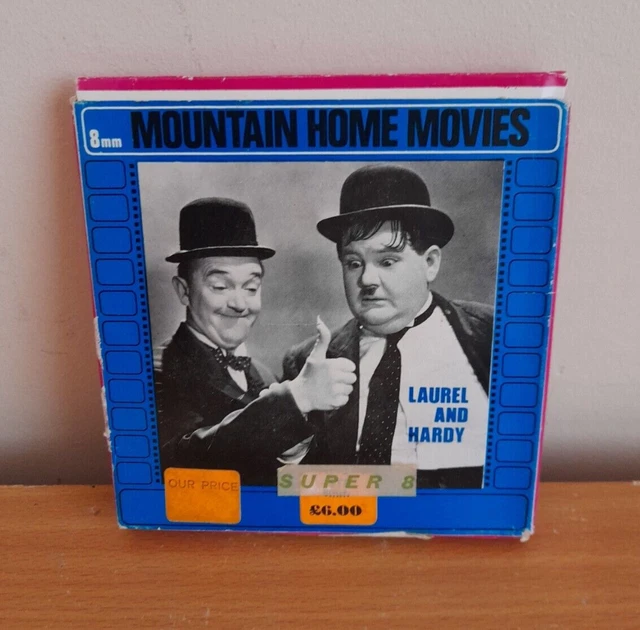 8mm MOUNTAIN HOME MOVIES
LAUREL
AND
HARDY
OUR PRICE
SUPER 8
£6.00